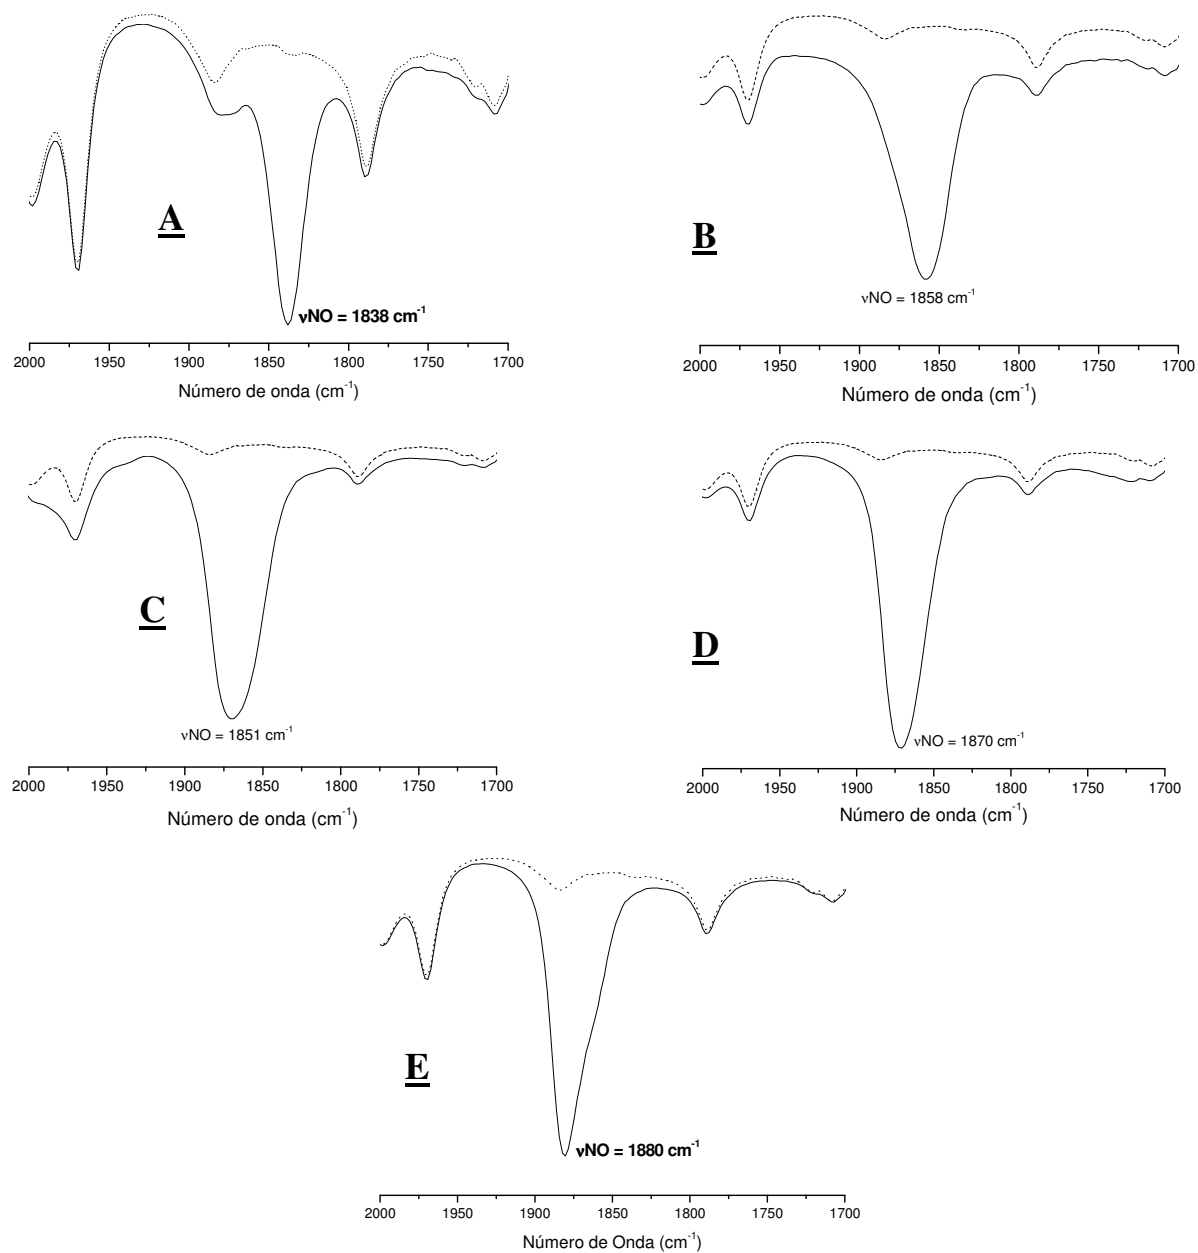 A
νNO = 1838 cm⁻¹
2000 1950 1900 1850 1800 1750 1700
Número de onda (cm⁻¹)
B
νNO = 1858 cm⁻¹
2000 1950 1900 1850 1800 1750 1700
Número de onda (cm⁻¹)
C
νNO = 1851 cm⁻¹
2000 1950 1900 1850 1800 1750 1700
Número de onda (cm⁻¹)
D
νNO = 1870 cm⁻¹
2000 1950 1900 1850 1800 1750 1700
Número de onda (cm⁻¹)
E
νNO = 1880 cm⁻¹
2000 1950 1900 1850 1800 1750 1700
Número de Onda (cm⁻¹)